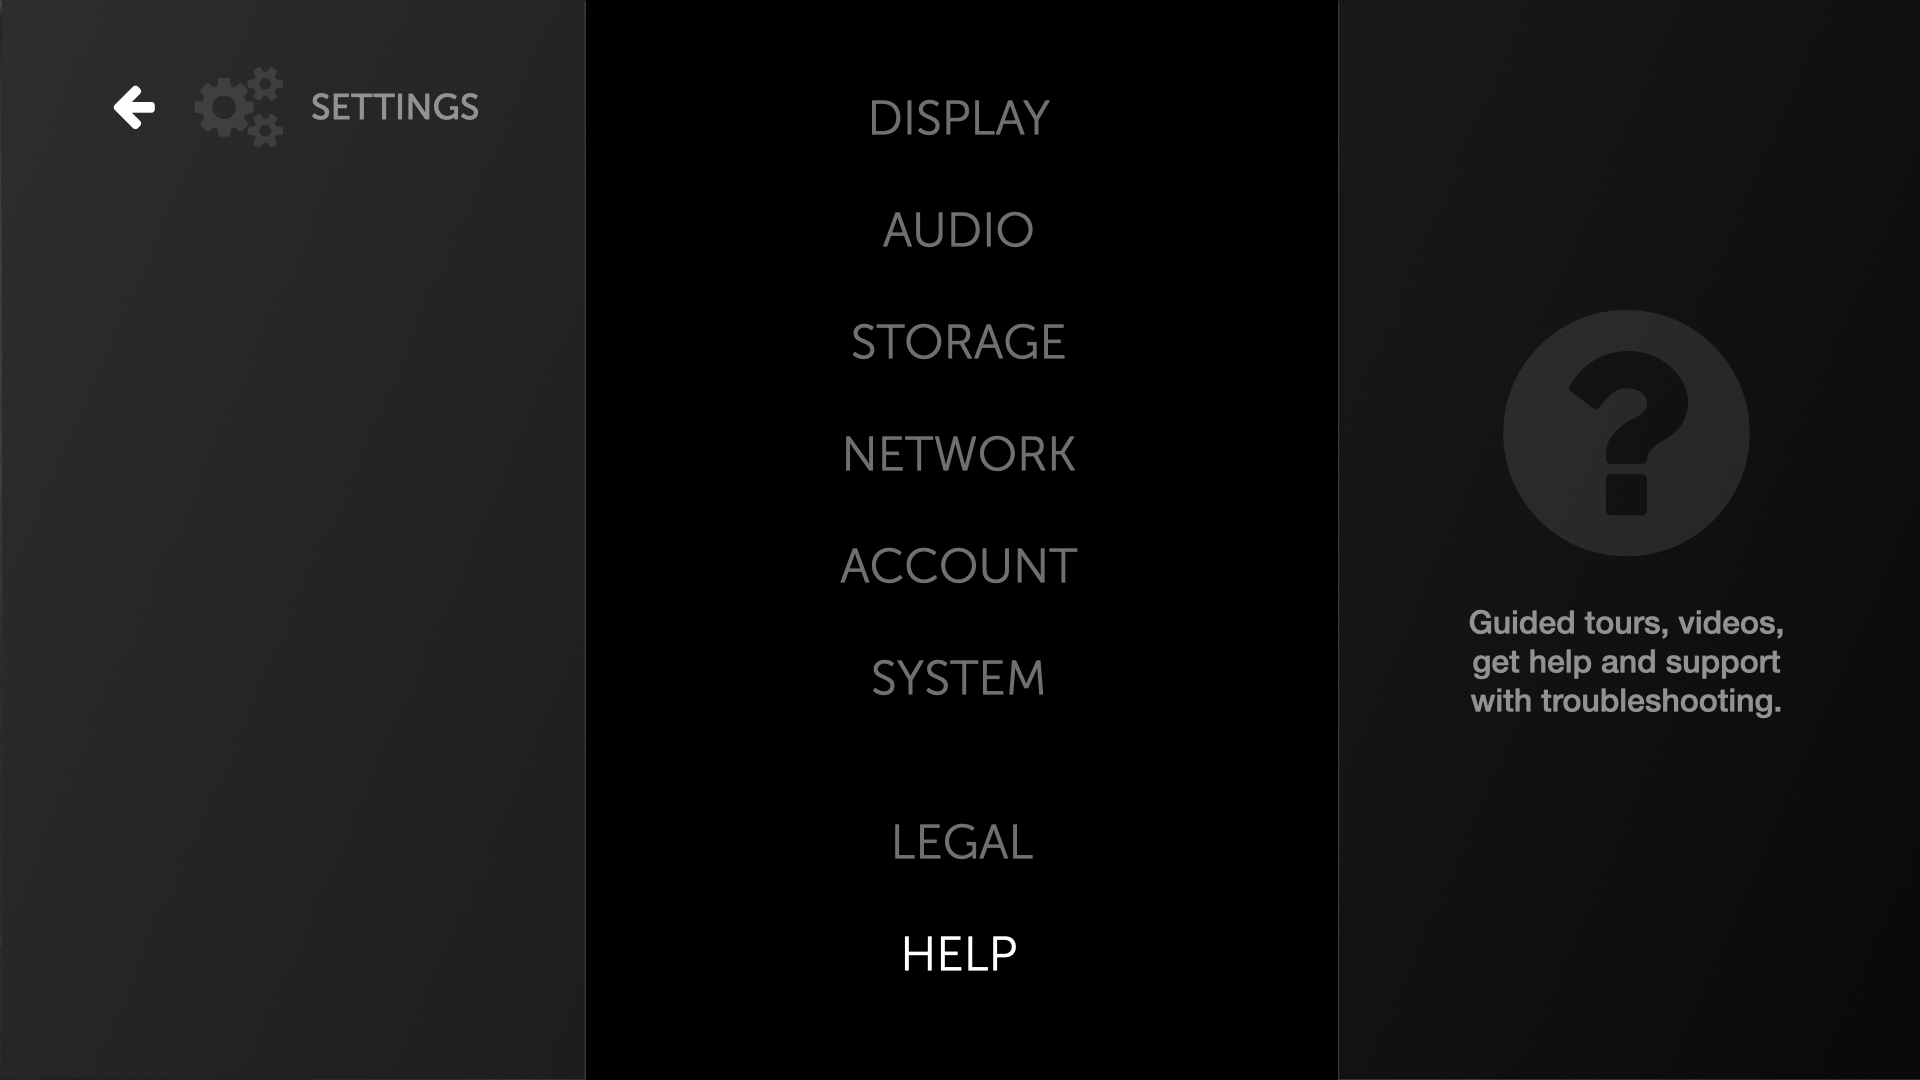 SETTINGS
DISPLAY
AUDIO
STORAGE
NETWORK
ACCOUNT
SYSTEM
LEGAL
HELP
Guided tours, videos,
get help and support
with troubleshooting.